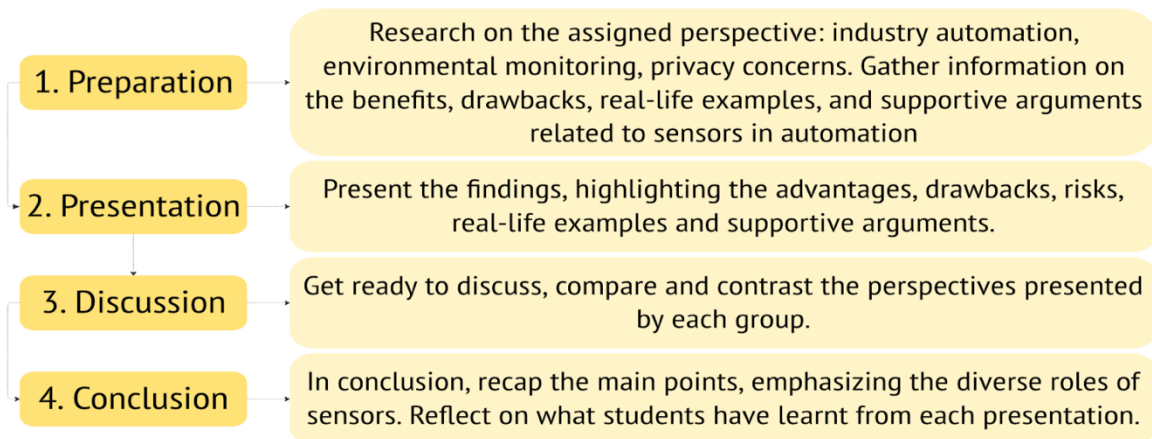 1. Preparation
Research on the assigned perspective: industry automation,
environmental monitoring, privacy concerns. Gather information on
the benefits, drawbacks, real-life examples, and supportive arguments
related to sensors in automation
2. Presentation
Present the findings, highlighting the advantages, drawbacks, risks,
real-life examples and supportive arguments.
3. Discussion
Get ready to discuss, compare and contrast the perspectives presented
by each group.
4. Conclusion
In conclusion, recap the main points, emphasizing the diverse roles of
sensors. Reflect on what students have learnt from each presentation.